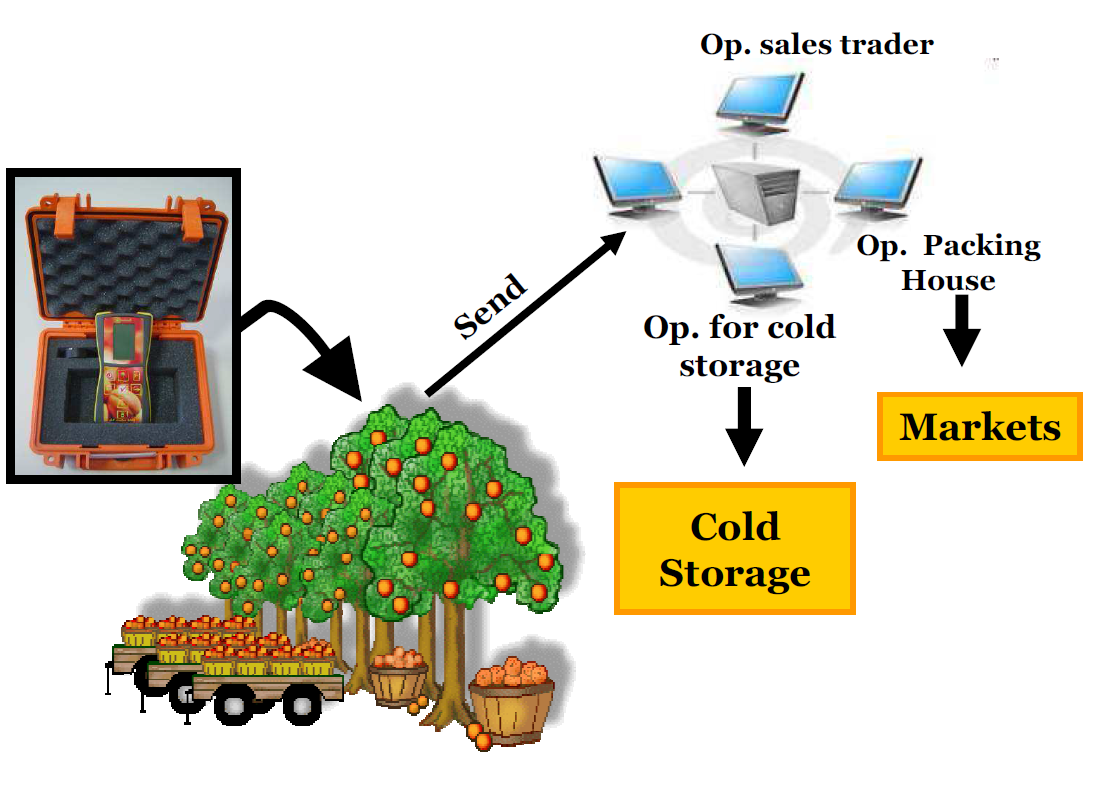 Op. sales trader
Op. Packing
House
Send
Op. for cold
storage
Markets
Cold
Storage